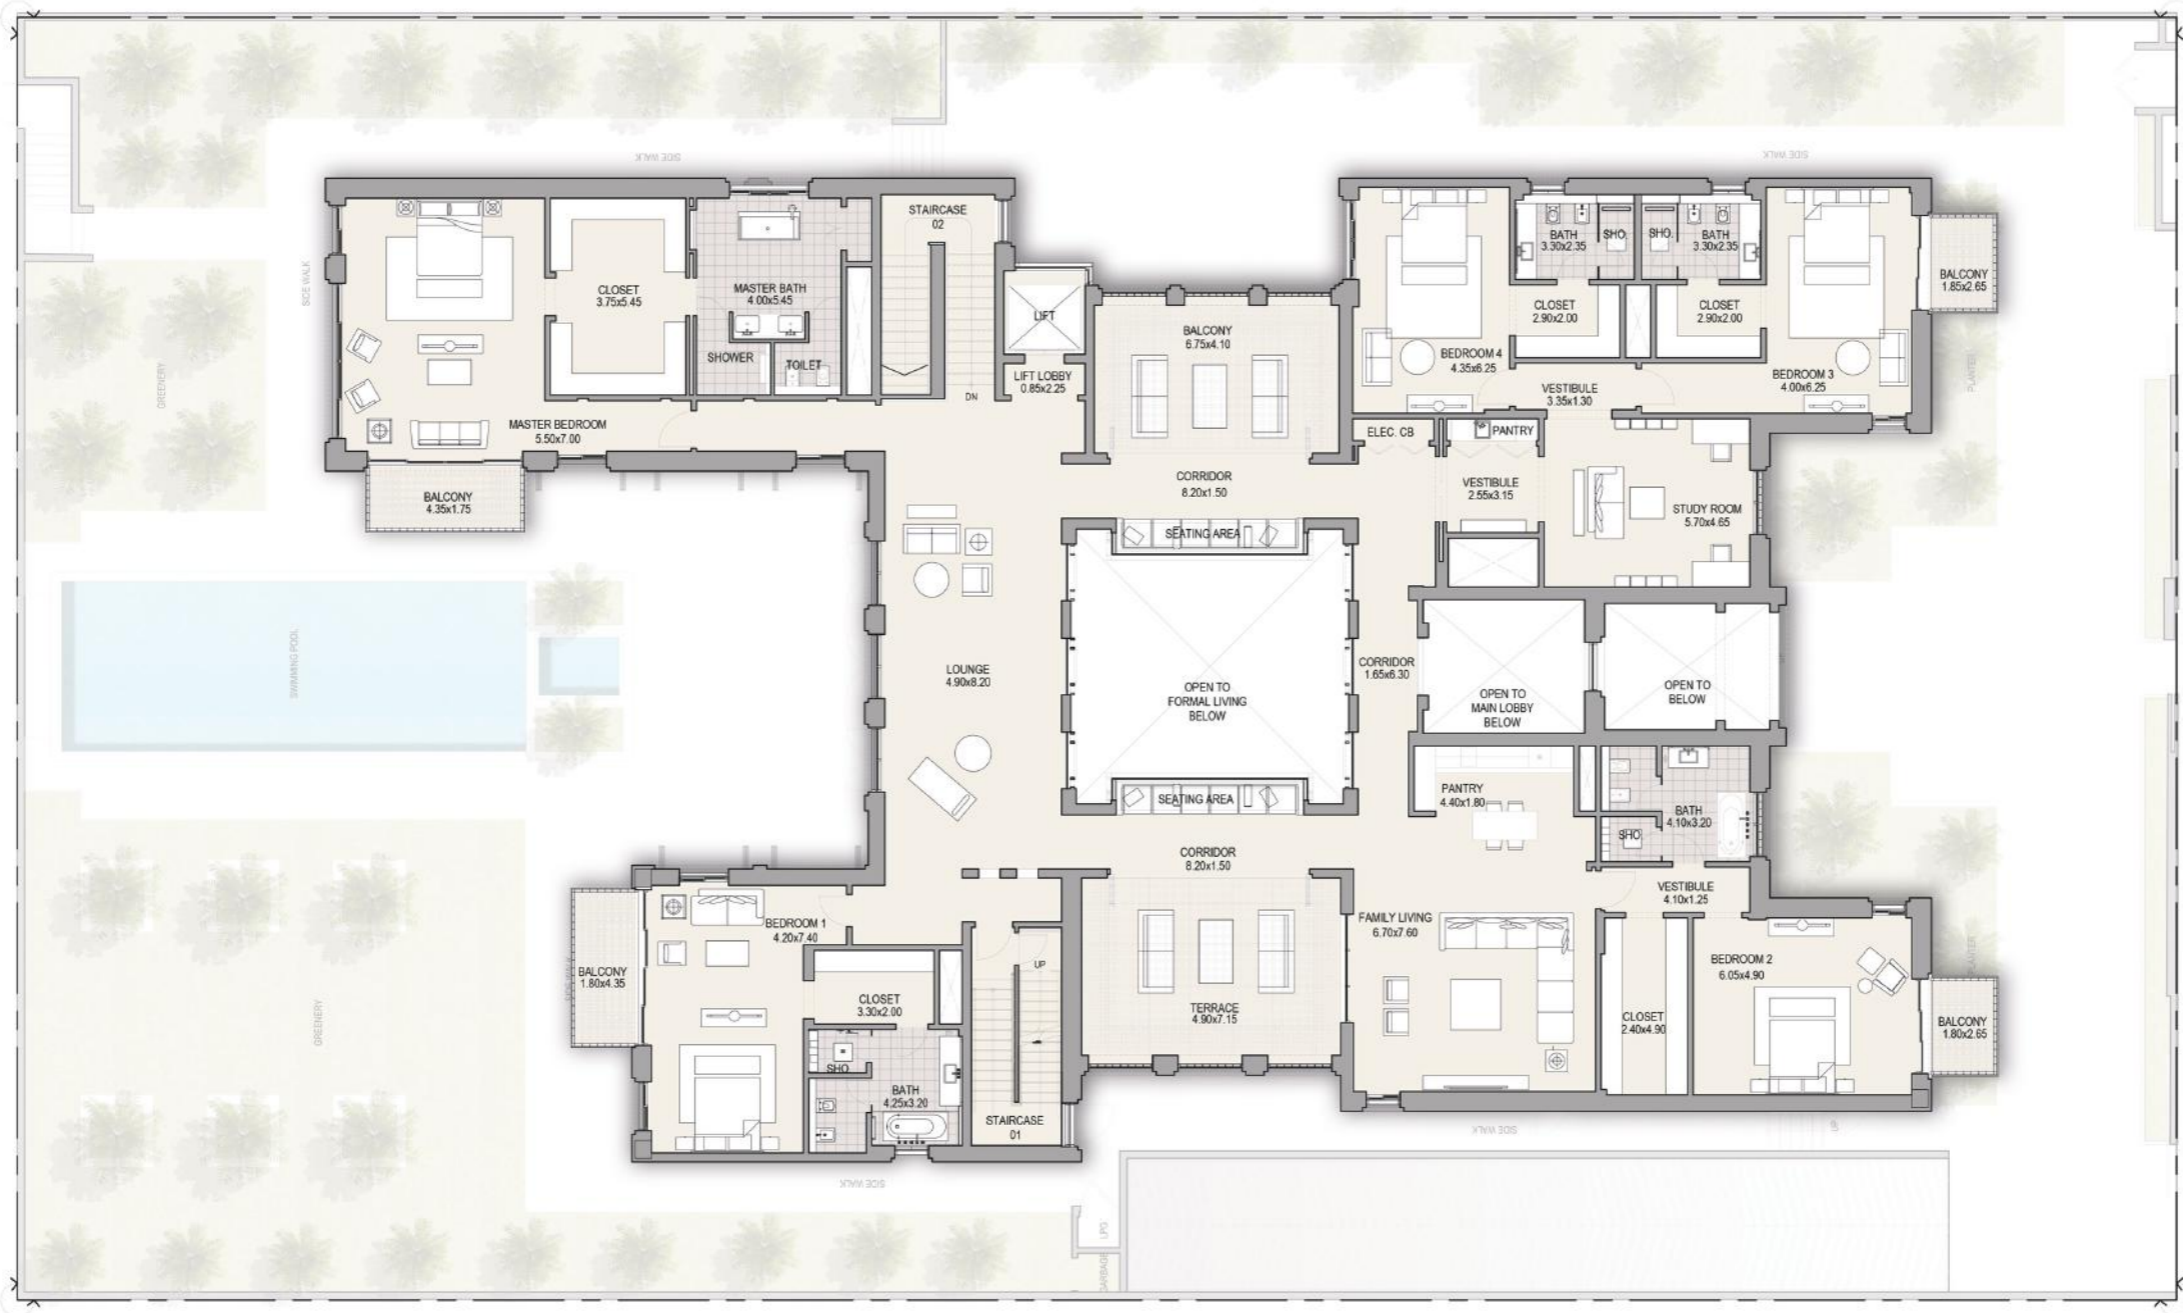 SIDE WALK
SIDE WALK
STAIRCASE
02
BATH
3.30x2.35
SHO.
SHO.
BATH
3.30x2.35
BALCONY
1.85x2.65
SIDE WALK
CLOSET
3.75x5.45
MASTER BATH
4.00x5.45
LIFT
CLOSET
2.90x2.00
CLOSET
2.90x2.00
BALCONY
6.75x4.10
SHOWER
TOILET
LIFT LOBBY
0.85x2.25
BEDROOM 4
4.35x6.25
VESTIBULE
3.35x1.30
BEDROOM 3
4.00x6.25
PLANTER
GREENERY
DN
MASTER BEDROOM
5.50x7.00
ELEC. CB
PANTRY
CORRIDOR
8.20x1.50
VESTIBULE
2.55x3.15
BALCONY
4.35x1.75
STUDY ROOM
5.70x4.65
SEATING AREA
SWIMMING POOL
LOUNGE
4.90x8.20
CORRIDOR
1.65x6.30
OPEN TO
FORMAL LIVING
BELOW
OPEN TO
MAIN LOBBY
BELOW
OPEN TO
BELOW
SEATING AREA
PANTRY
4.40x1.80
BATH
4.10x3.20
SHO.
CORRIDOR
8.20x1.50
VESTIBULE
4.10x1.25
BEDROOM 1
4.20x7.40
FAMILY LIVING
6.70x7.60
BEDROOM 2
6.05x4.90
PLANTER
BALCONY
1.80x4.35
SIDE WALK
UP
CLOSET
3.30x2.00
TERRACE
4.90x7.15
CLOSET
2.40x4.90
BALCONY
1.80x2.65
GREENERY
SHO.
BATH
4.25x3.20
STAIRCASE
01
SIDE WALK
UP
SIDE WALK
LPG
GARBAGE